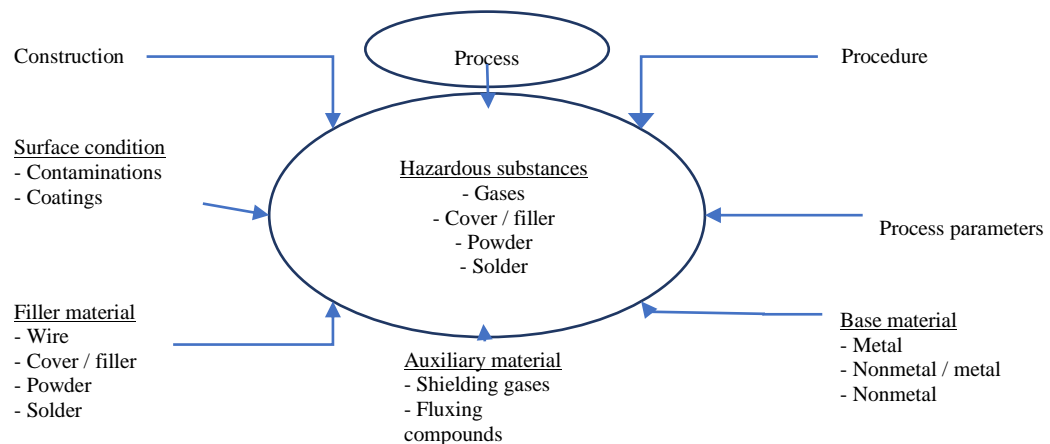 Process
Construction
Procedure
Surface condition
- Contaminations
- Coatings
Hazardous substances
- Gases
- Cover / filler
- Powder
- Solder
Process parameters
Filler material
- Wire
- Cover / filler
- Powder
- Solder
Auxiliary material
- Shielding gases
- Fluxing
compounds
Base material
- Metal
- Nonmetal / metal
- Nonmetal